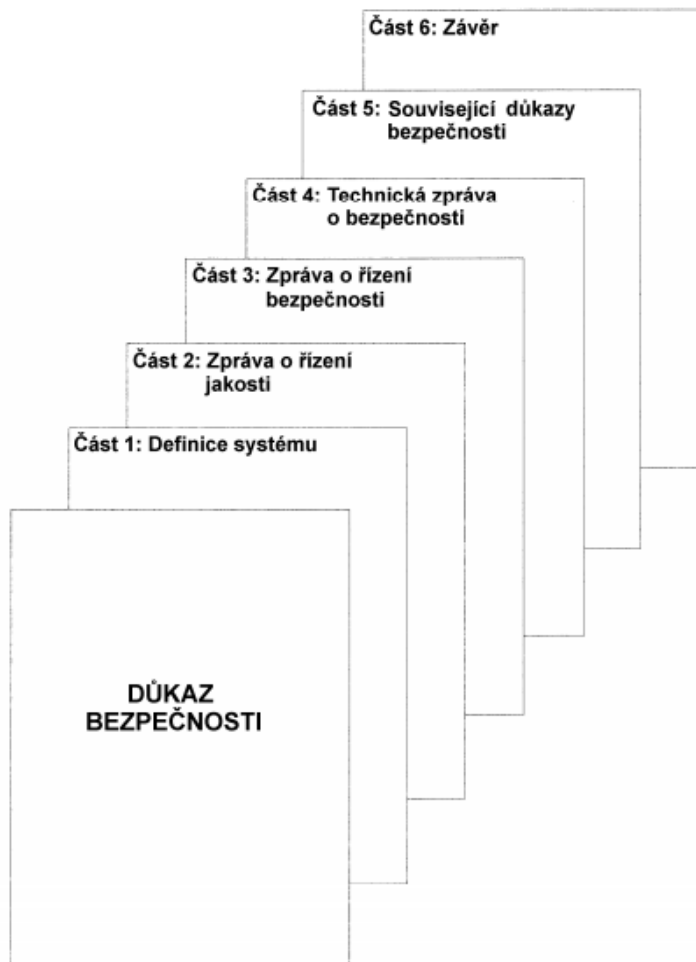 Část 6: Závěr
Část 5: Související důkazy
bezpečnosti
Část 4: Technická zpráva
o bezpečnosti
Část 3: Zpráva o řízení
bezpečnosti
Část 2: Zpráva o řízení
jakosti
Část 1: Definice systému
DŮKAZ
BEZPEČNOSTI